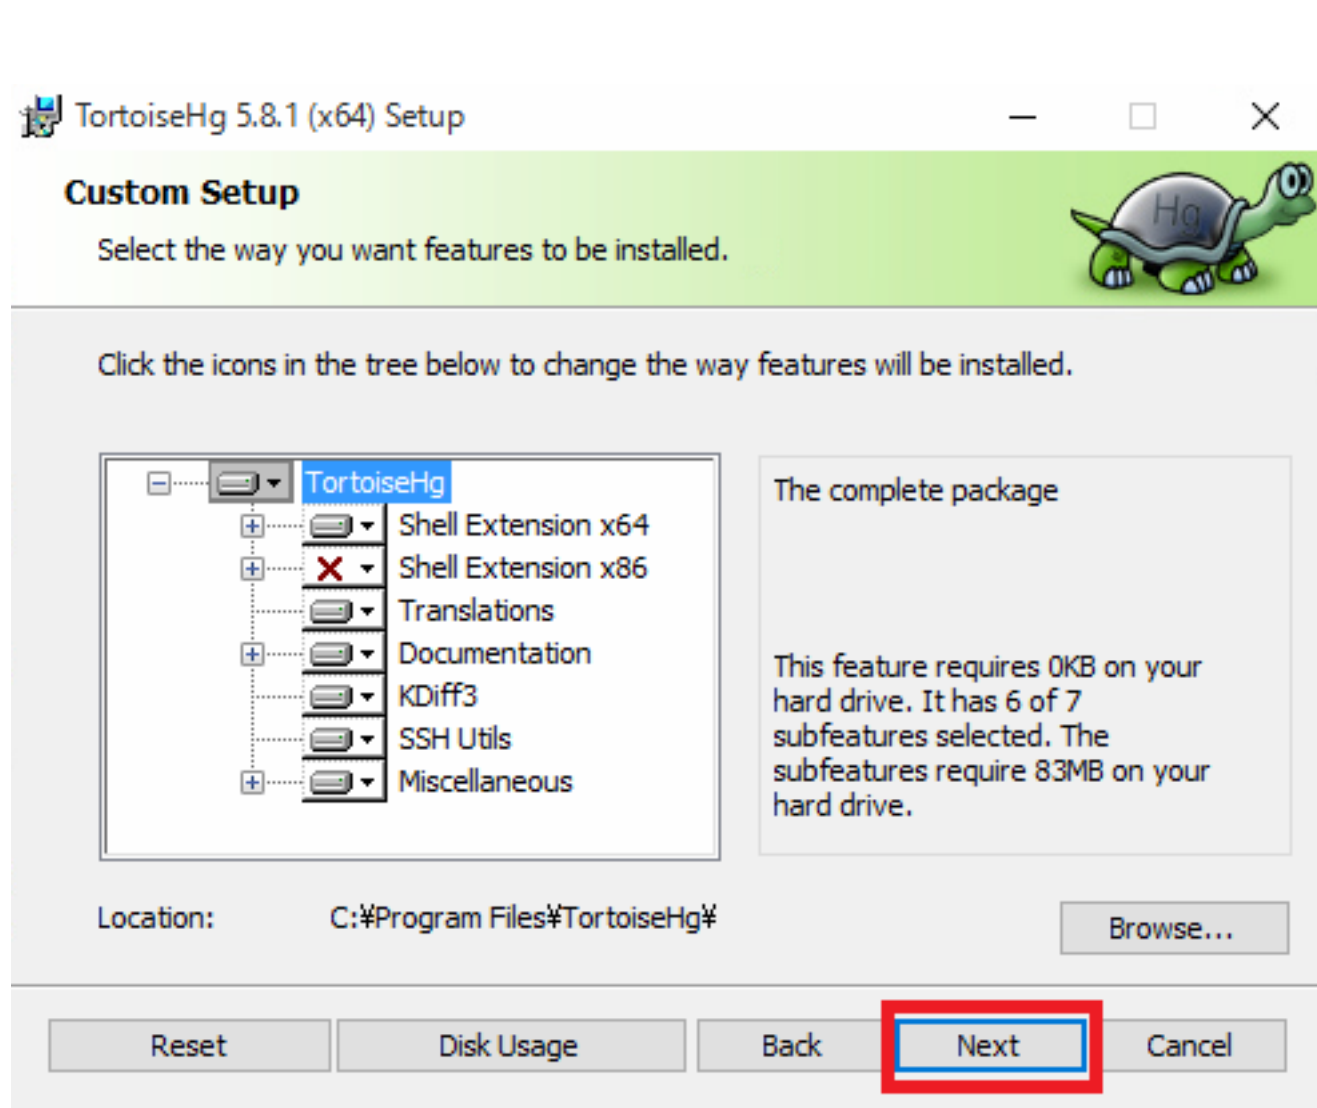 TortoiseHg 5.8.1 (x64) Setup
Custom Setup
Hg
Select the way you want features to be installed.
Click the icons in the tree below to change the way features will be installed.
TortoiseHg
Shell Extension x64
Shell Extension x86
Translations
Documentation
KDiff3
SSH Utils
Miscellaneous
The complete package
This feature requires 0KB on your
hard drive. It has 6 of 7
subfeatures selected. The
subfeatures require 83MB on your
hard drive.
Location: C:¥Program Files¥TortoiseHg¥
Browse...
Reset Disk Usage Back Next Cancel